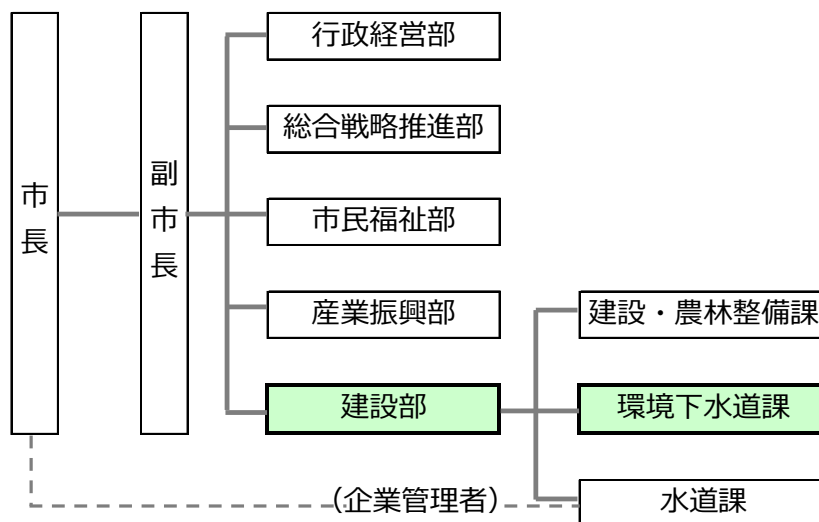 市長
副市長
行政経営部
総合戦略推進部
市民福祉部
産業振興部
建設部
建設・農林整備課
環境下水道課
水道課
（企業管理者）